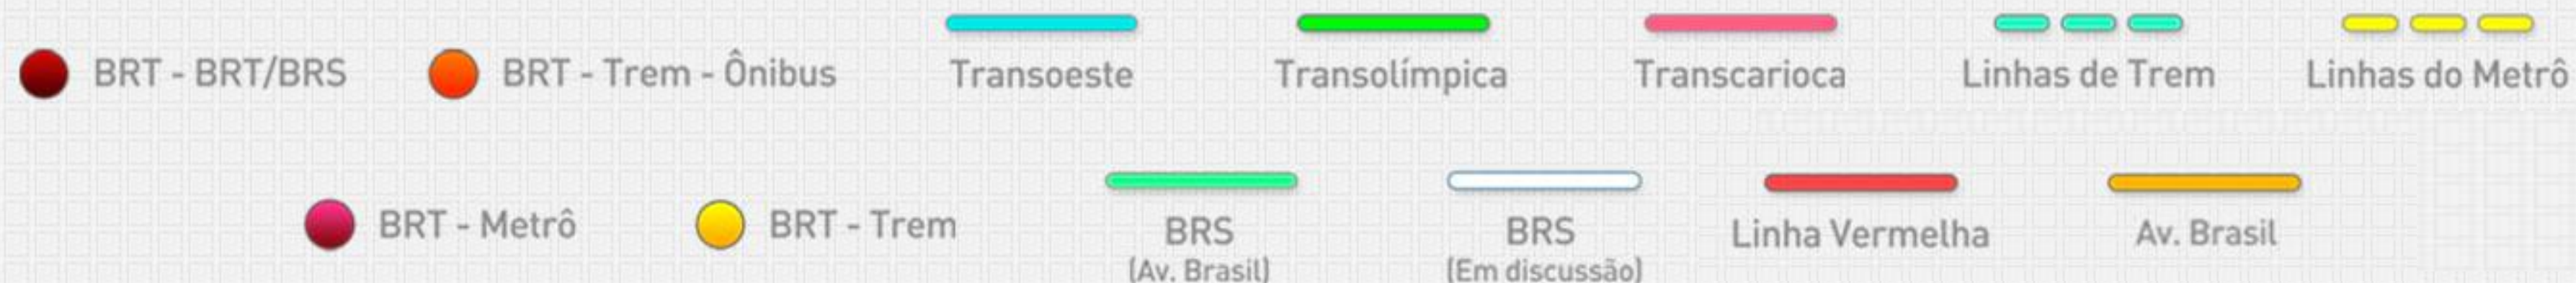 BRT - BRT/BRS
BRT - Trem - Ônibus
Transoeste
Transolímpica
Transcarioca
Linhas de Trem
Linhas do Metrô
BRT - Metrô
BRT - Trem
BRS
(Av. Brasil)
BRS
(Em discussão)
Linha Vermelha
Av. Brasil